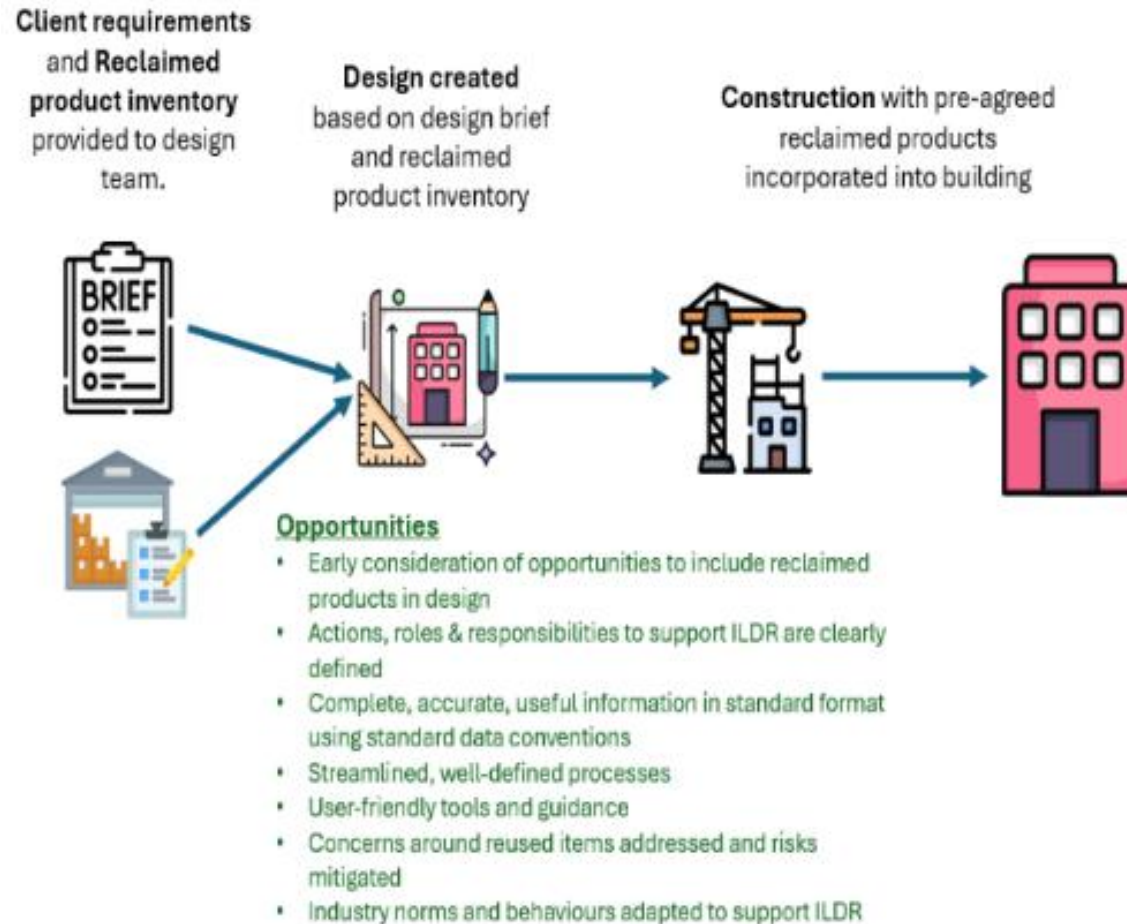 Client requirements
and Reclaimed
product inventory
provided to design
team.
Design created
based on design brief
and reclaimed
product inventory
Construction with pre-agreed
reclaimed products
incorporated into building
BRIEF
Opportunities
• Early consideration of opportunities to include reclaimed
products in design
• Actions, roles & responsibilities to support ILDR are clearly
defined
• Complete, accurate, useful information in standard format
using standard data conventions
• Streamlined, well-defined processes
• User-friendly tools and guidance
• Concerns around reused items addressed and risks
mitigated
• Industry norms and behaviours adapted to support ILDR